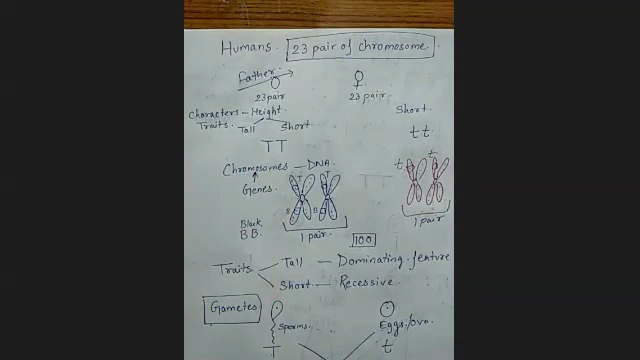 Humans. 23 pair of chromosome.
Father.
23 pair
23 pair.
Characters - Height
Traits.
Tall
Short
Short.
TT
tt
Chromosomes - DNA.
Genes.
t
t
T
T
B
B
Black
BB.
1 pair.
1 pair
100
Traits
Tall - Dominating feature
Short - Recessive
Gametes
Sperms.
Eggs/ova.
T
t